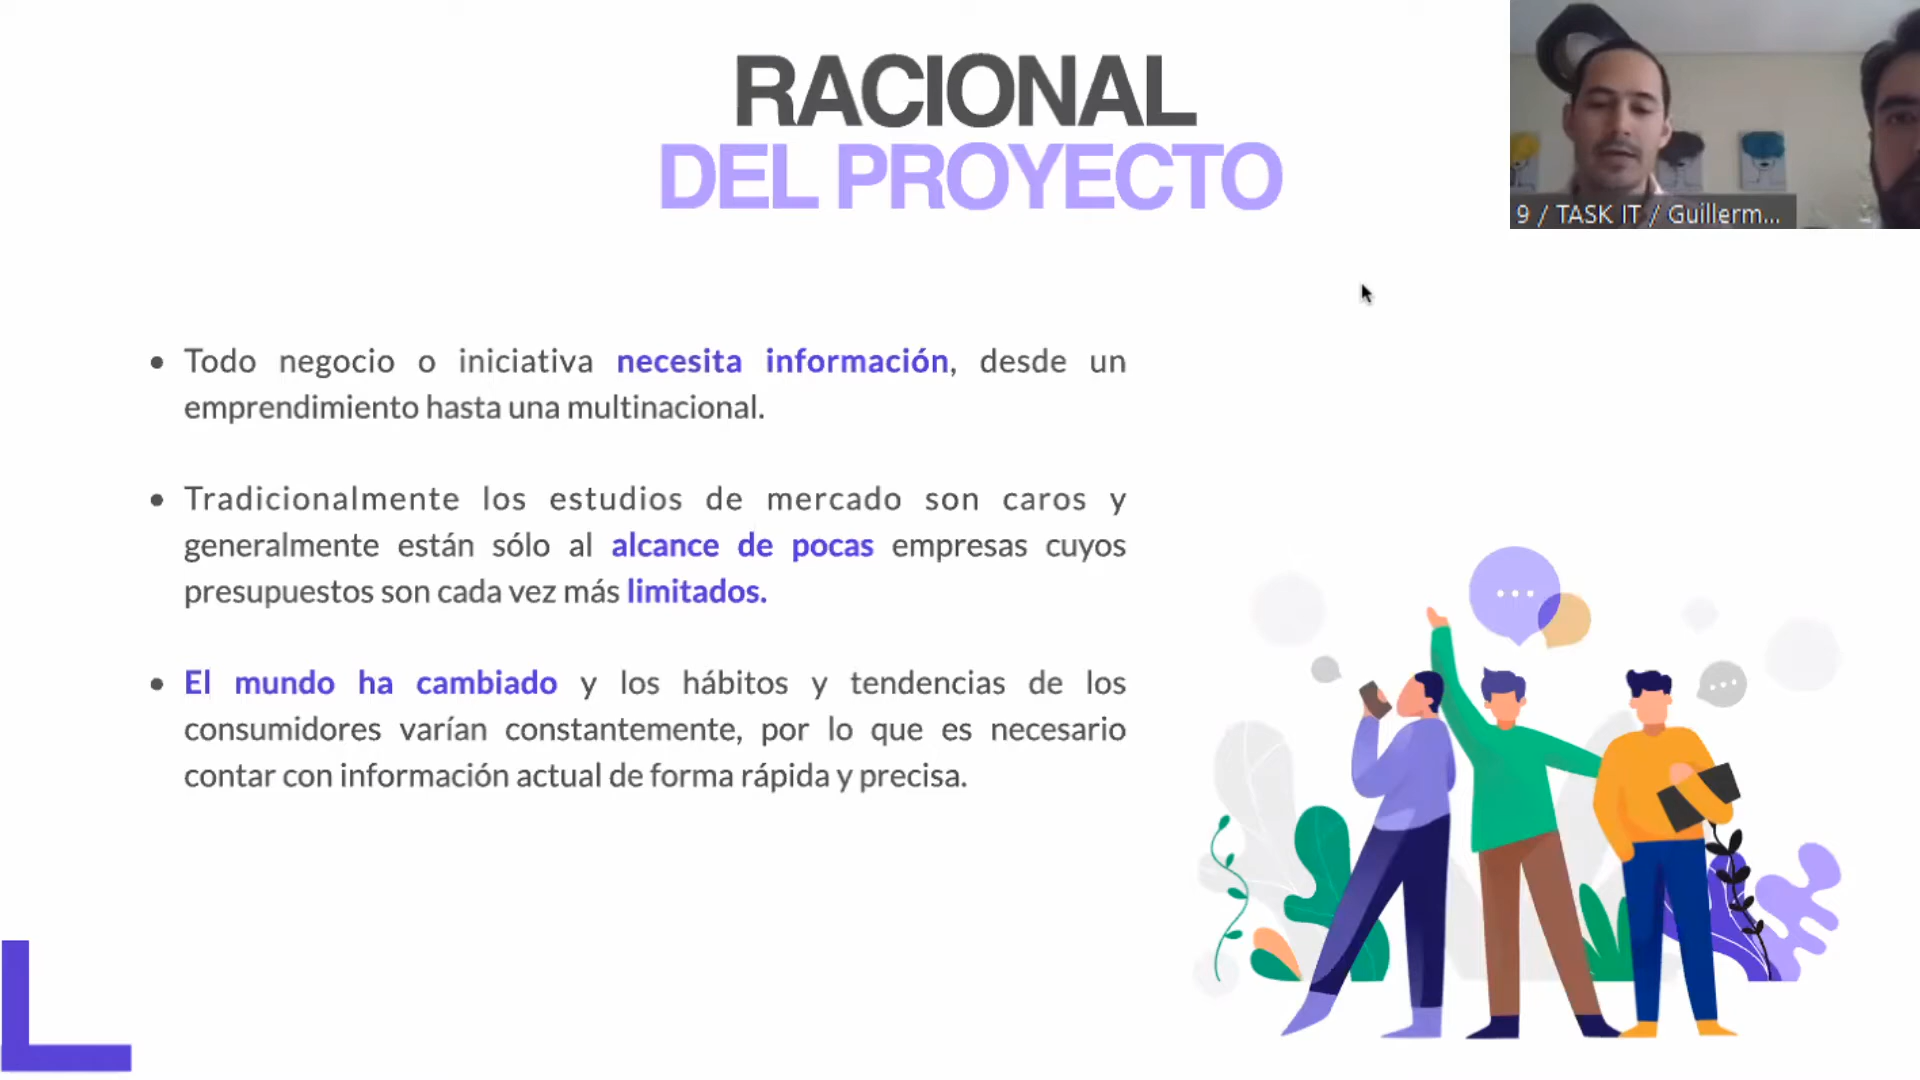 RACIONAL
DEL PROYECTO
9 / TASK IT / Guillerm...
• Todo negocio o iniciativa necesita información, desde un
emprendimiento hasta una multinacional.
• Tradicionalmente los estudios de mercado son caros y
generalmente están sólo al alcance de pocas empresas cuyos
presupuestos son cada vez más limitados.
• El mundo ha cambiado y los hábitos y tendencias de los
consumidores varían constantemente, por lo que es necesario
contar con información actual de forma rápida y precisa.